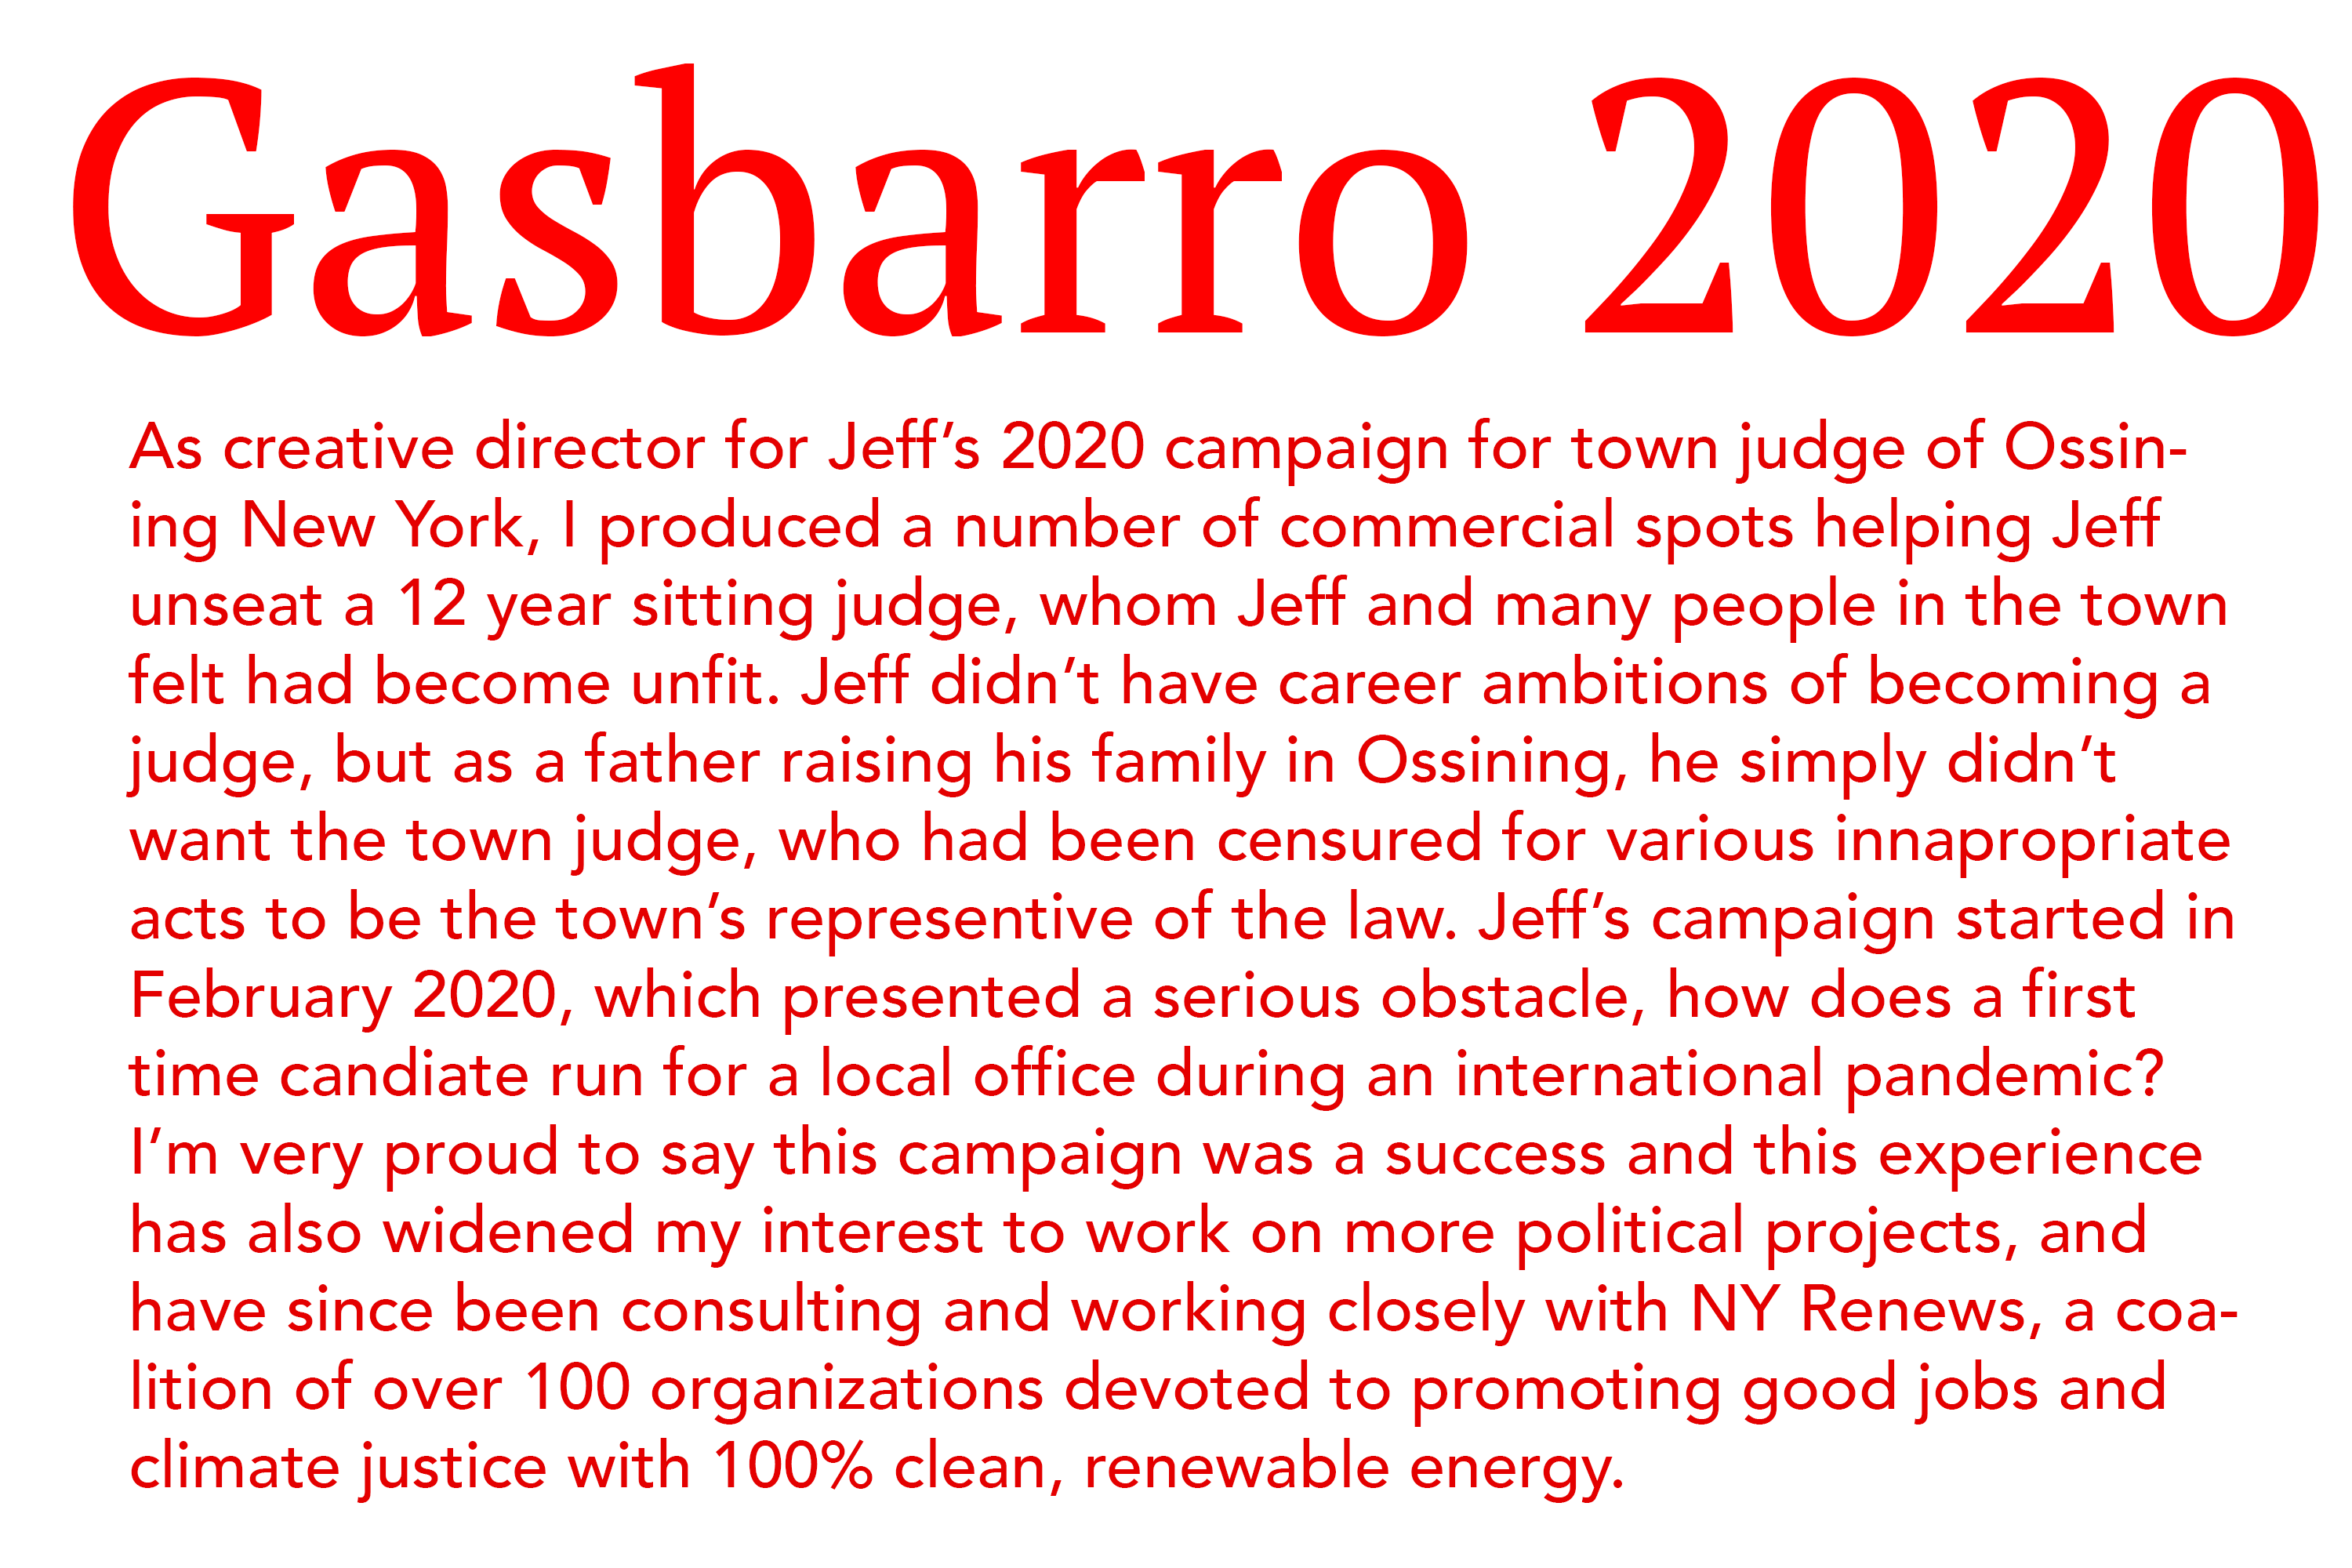 Gasbarro 2020
As creative director for Jeff’s 2020 campaign for town judge of Ossin-
ing New York, I produced a number of commercial spots helping Jeff
unseat a 12 year sitting judge, whom Jeff and many people in the town
felt had become unfit. Jeff didn’t have career ambitions of becoming a
judge, but as a father raising his family in Ossining, he simply didn’t
want the town judge, who had been censured for various innapropriate
acts to be the town’s representive of the law. Jeff’s campaign started in
February 2020, which presented a serious obstacle, how does a first
time candiate run for a local office during an international pandemic?
I’m very proud to say this campaign was a success and this experience
has also widened my interest to work on more political projects, and
have since been consulting and working closely with NY Renews, a coa-
lition of over 100 organizations devoted to promoting good jobs and
climate justice with 100% clean, renewable energy.